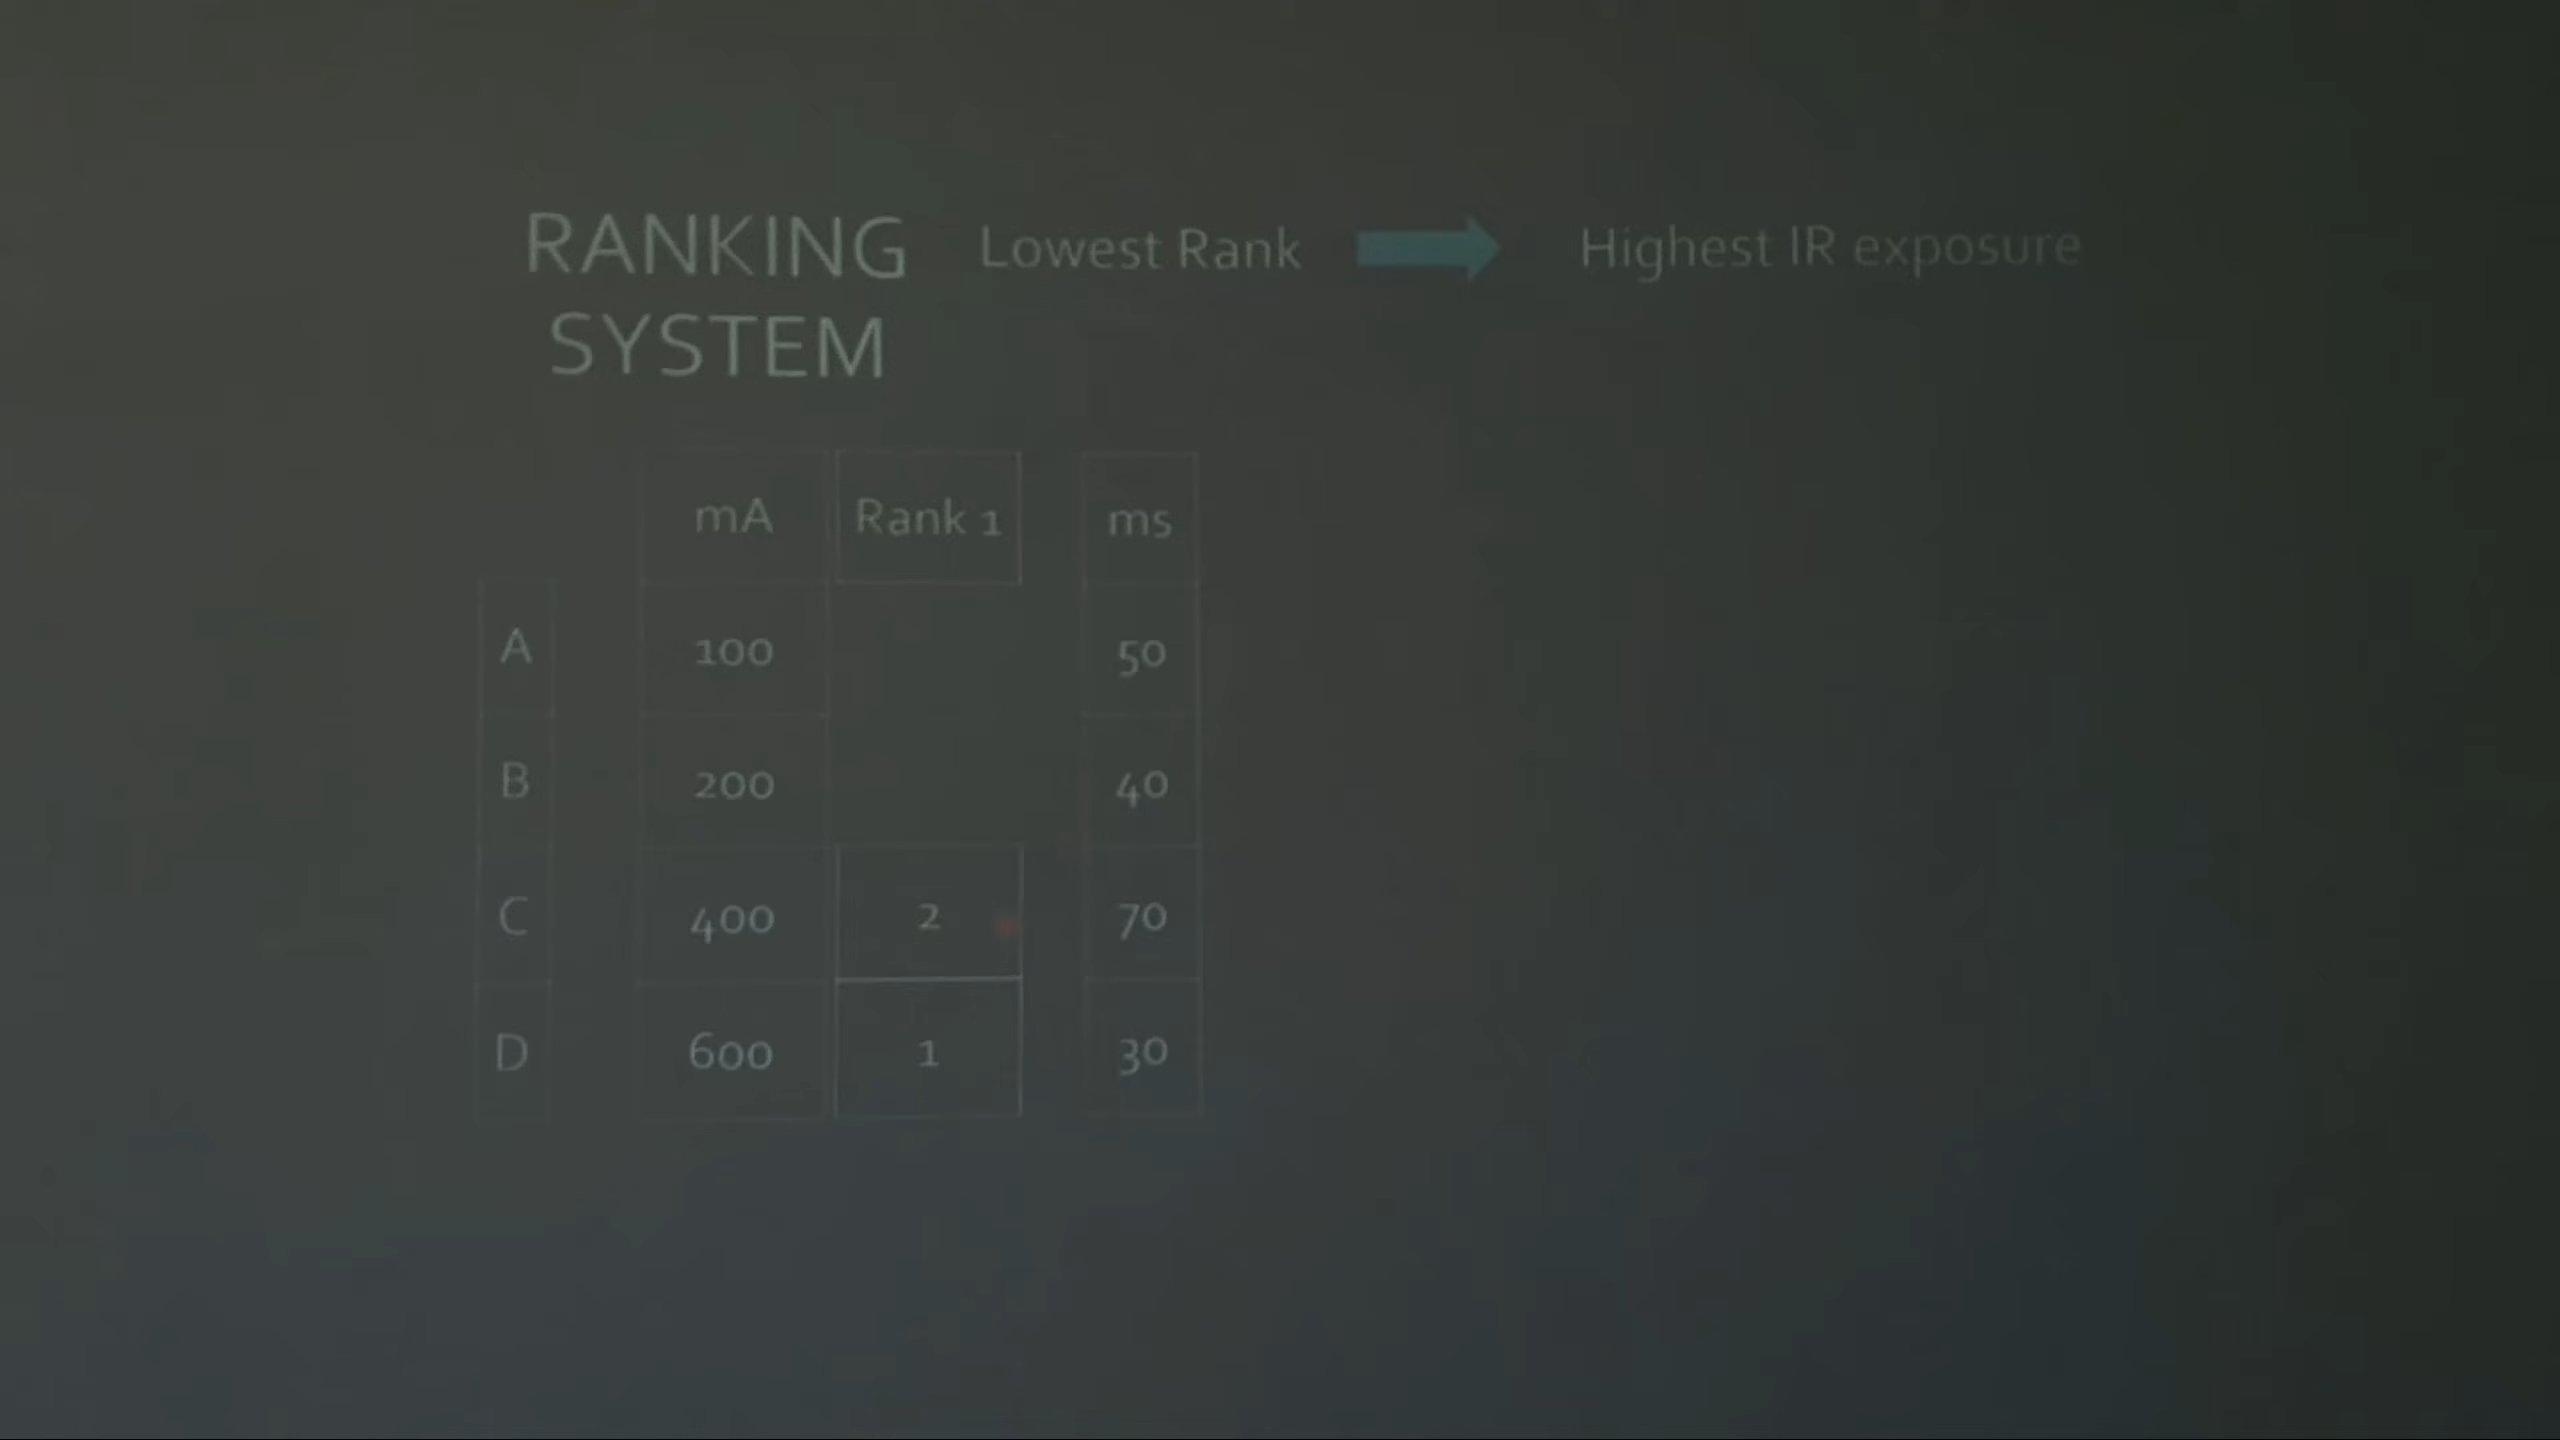 RANKING SYSTEM Lowest Rank Highest IR exposure
mA Rank 1 ms
A 100 50
B 200 40
C 400 2 70
D 600 1 30